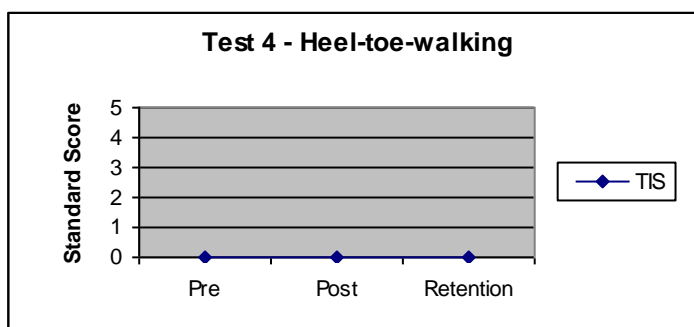 Test 4 - Heel-toe-walking
Standard Score
5
4
3
2
1
0
Pre Post Retention
TIS